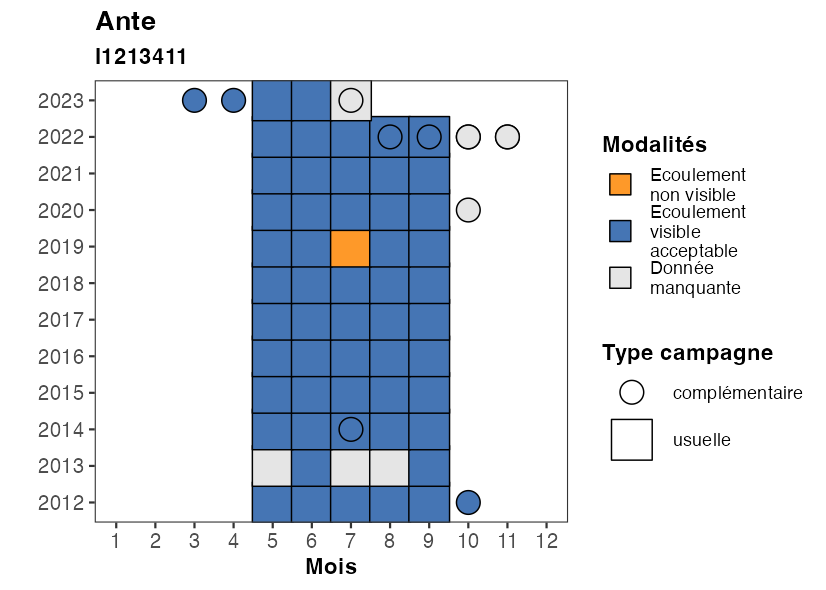 Ante
I1213411
2023
2022
2021
2020
2019
2018
2017
2016
2015
2014
2013
2012
1 2 3 4 5 6 7 8 9 10 11 12
Mois
Modalités
Ecoulement
non visible
Ecoulement
visible
acceptable
Donnée
manquante
Type campagne
complémentaire
usuelle